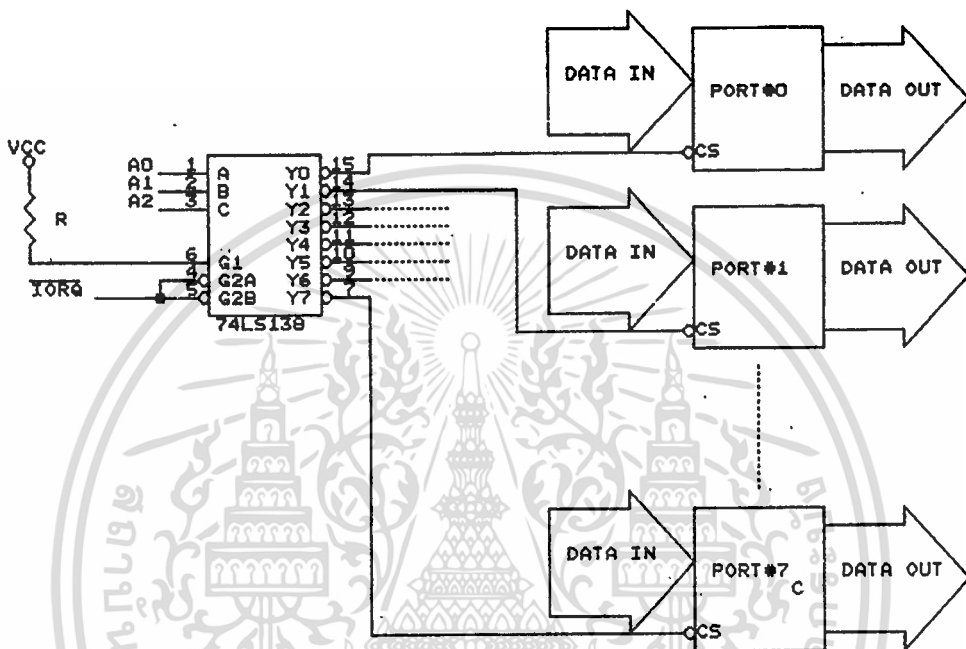 DATA IN
PORT#0
DATA OUT
CS
VCC
R
A0
A1
A2
1
2
3
6
4
5
A
B
C
G1
G2A
G2B
Y0
Y1
Y2
Y3
Y4
Y5
Y6
Y7
15
14
13
12
11
10
9
7
IORQ
74LS138
DATA IN
PORT#1
DATA OUT
CS
DATA IN
PORT#7
C
DATA OUT
CS